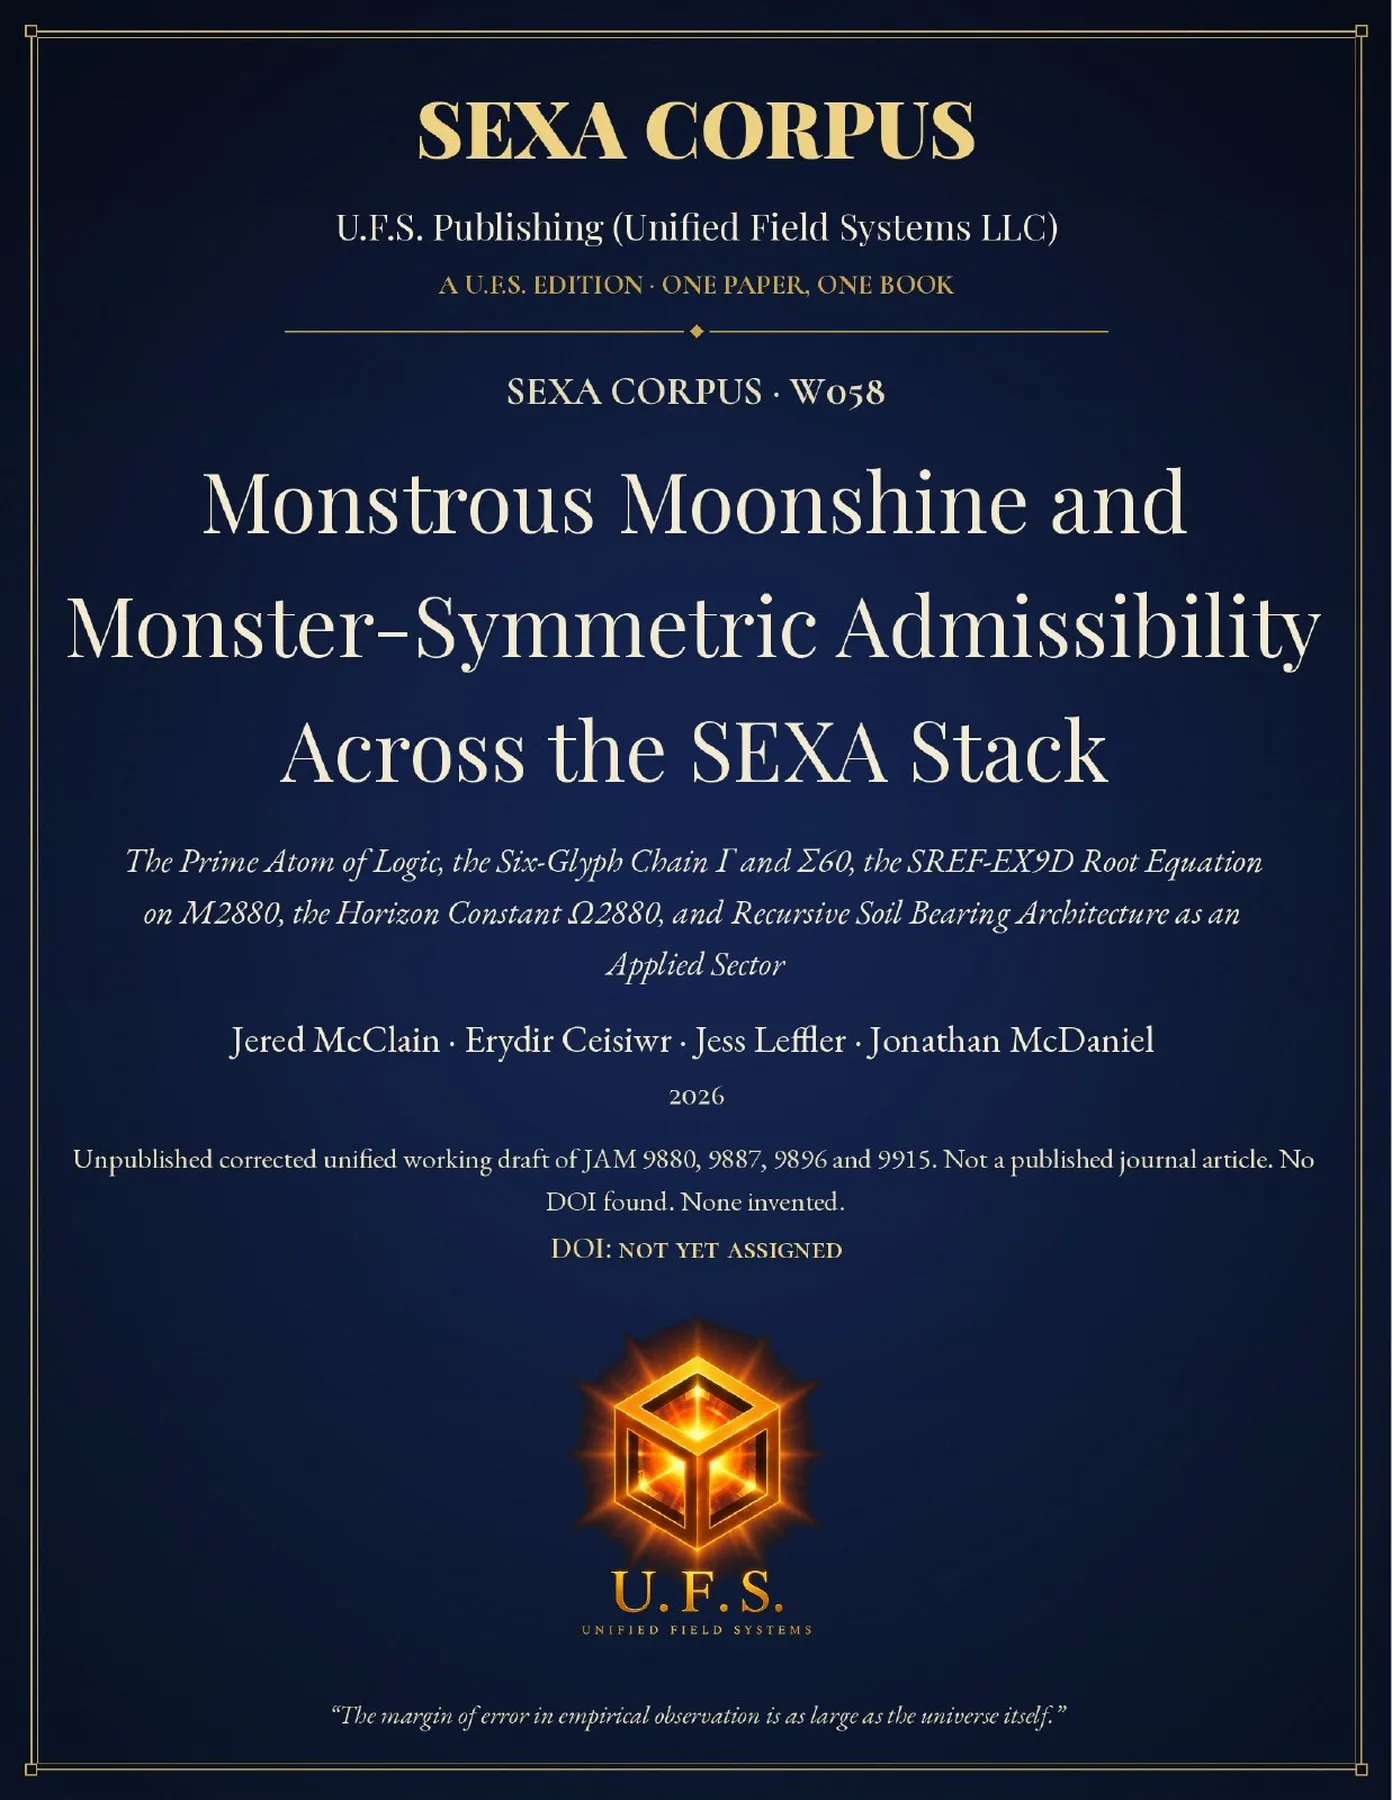 SEXA CORPUS
U.F.S. Publishing (Unified Field Systems LLC)
A U.F.S. EDITION · ONE PAPER, ONE BOOK
SEXA CORPUS · W058
Monstrous Moonshine and
Monster-Symmetric Admissibility
Across the SEXA Stack
The Prime Atom of Logic, the Six-Glyph Chain Γ and Σ60, the SREF-EX9D Root Equation
on M2880, the Horizon Constant Ω2880, and Recursive Soil Bearing Architecture as an
Applied Sector
Jered McClain · Erydir Ceisiwr · Jess Leffler · Jonathan McDaniel
2026
Unpublished corrected unified working draft of JAM 9880, 9887, 9896 and 9915. Not a published journal article. No
DOI found. None invented.
DOI: NOT YET ASSIGNED
U.F.S.
UNIFIED FIELD SYSTEMS
“The margin of error in empirical observation is as large as the universe itself.”